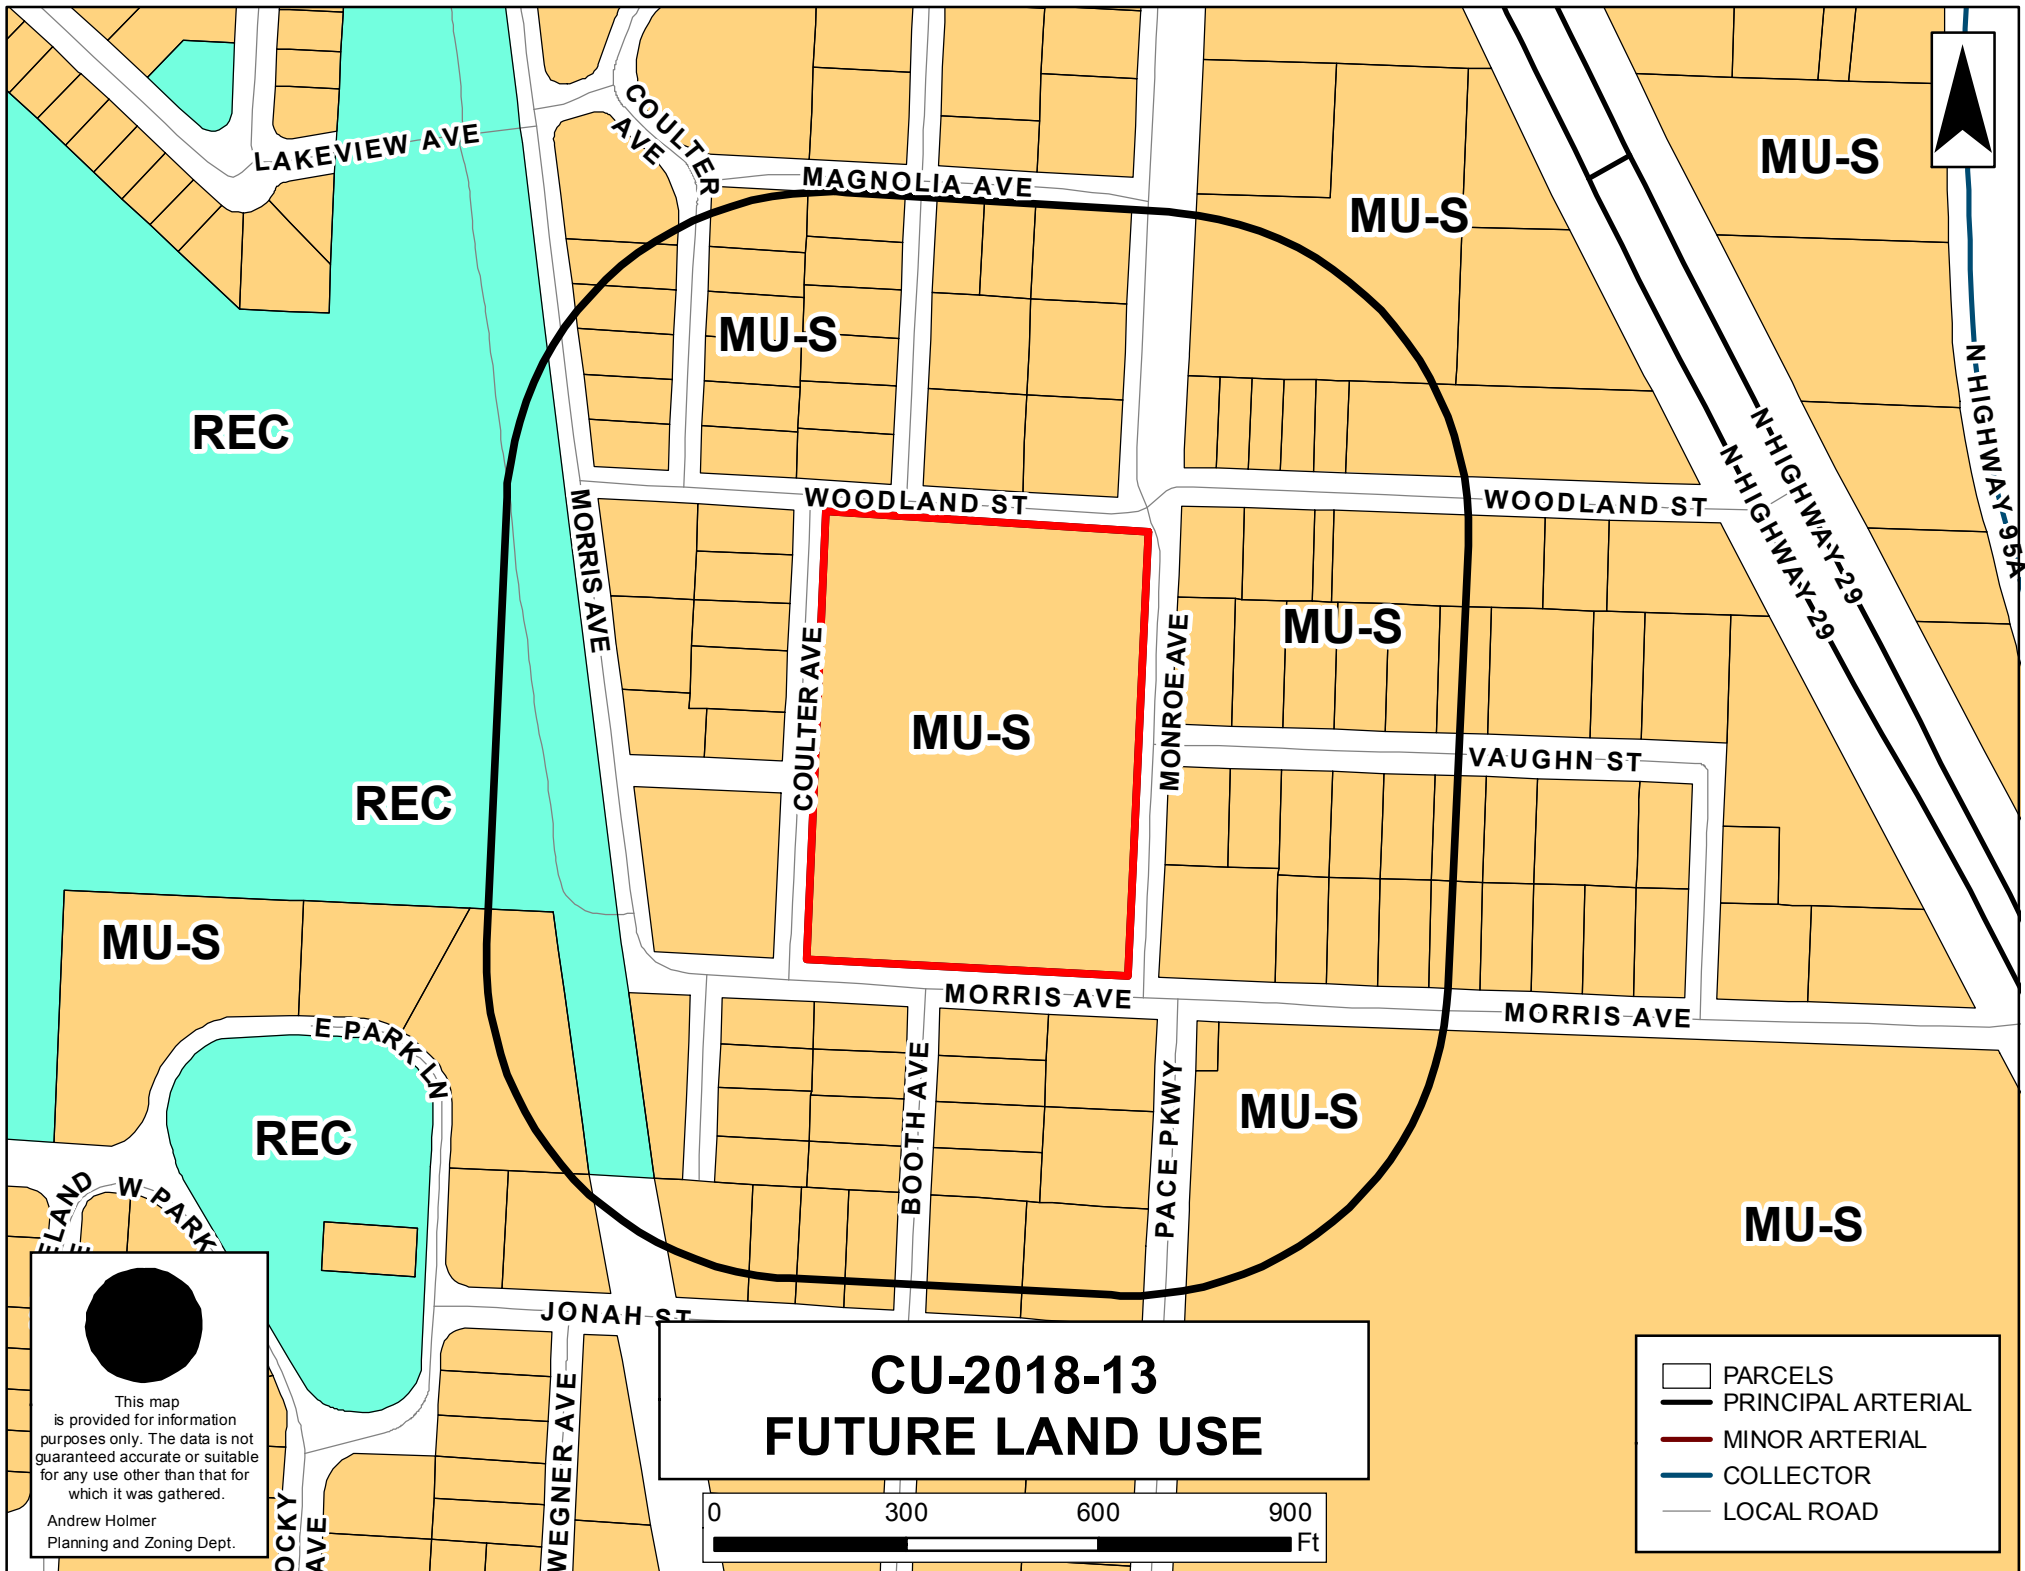 LAKEVIEW AVE
COULTER
AVE
MAGNOLIA AVE
MU-S
MU-S
MU-S
REC
N HIGHWAY 95A
N HIGHWAY 29
N HIGHWAY 29
WOODLAND ST
WOODLAND ST
MORRIS AVE
MU-S
COULTER AVE
MONROE AVE
MU-S
VAUGHN ST
REC
MU-S
MORRIS AVE
MORRIS AVE
E PARK LN
BOOTH AVE
PACE PKWY
MU-S
REC
MU-S
W PARK
JONAH ST
WEGNER AVE
AVE
CU-2018-13
FUTURE LAND USE
0 300 600 900
Ft
This map
is provided for information
purposes only. The data is not
guaranteed accurate or suitable
for any use other than that for
which it was gathered.
Andrew Holmer
Planning and Zoning Dept.
PARCELS
PRINCIPAL ARTERIAL
MINOR ARTERIAL
COLLECTOR
LOCAL ROAD